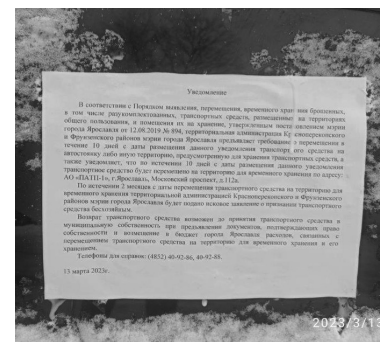 Уведомление
В соответствии с Порядком выявления, перемещения, временного хранения брошенных,
в том числе разукомплектованных, транспортных средств, размещенных на территориях
общего пользования, и помещения их на хранение, утвержденным постановлением мэрии
города Ярославля от 12.08.2019 № 894, территориальная администрация Красноперекопского
и Фрунзенского районов мэрии города Ярославля предъявляет требование о перемещении в
течение 10 дней с даты размещения данного уведомления транспортного средства на
автостоянку либо иную территорию, предусмотренную для хранения транспортных средств, а
также уведомляет, что по истечении 10 дней с даты размещения данного уведомления
транспортное средство будет перемещено на территорию для временного хранения по адресу:
АО «ПАТП-1», г.Ярославль, Московский проспект, д.112а.
По истечении 2 месяцев с даты перемещения транспортного средства на территорию для
временного хранения территориальной администрацией Красноперекопского и Фрунзенского
районов мэрии города Ярославля будет подано исковое заявление о признании транспортного
средства бесхозяйным.
Возврат транспортного средства возможен до принятия транспортного средства в
муниципальную собственность при предъявлении документов, подтверждающих право
собственности и возмещение в бюджет города Ярославля расходов, связанных с
перемещением транспортного средства на территорию для временного хранения и его
хранением.
Телефоны для справок: (4852) 40-92-86, 40-92-88.
13 марта 2023г.
2023/3/13